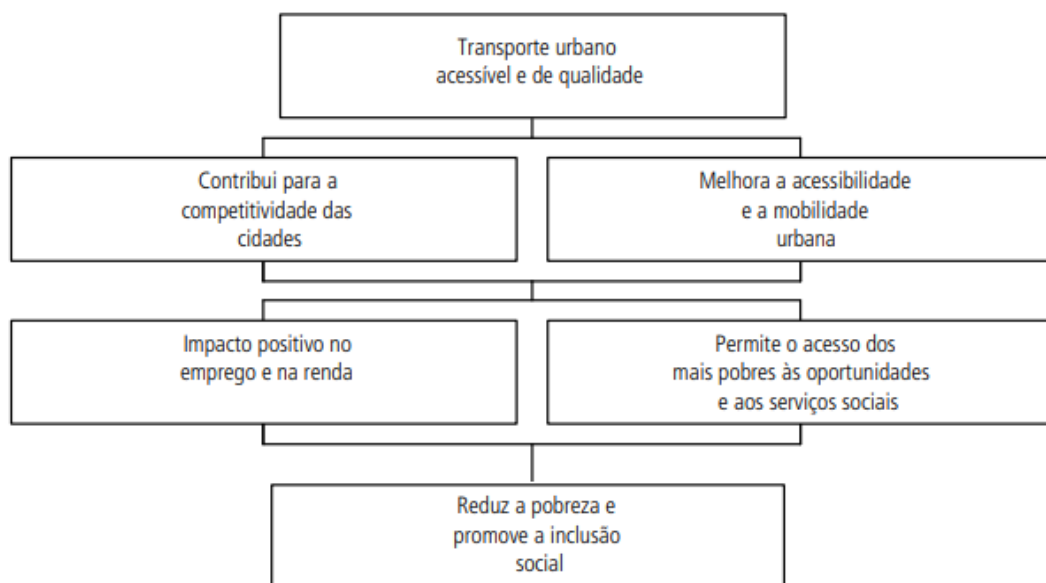 Transporte urbano
acessível e de qualidade
Contribui para a
competitividade das
cidades
Melhora a acessibilidade
e a mobilidade
urbana
Impacto positivo no
emprego e na renda
Permite o acesso dos
mais pobres às oportunidades
e aos serviços sociais
Reduz a pobreza e
promove a inclusão
social